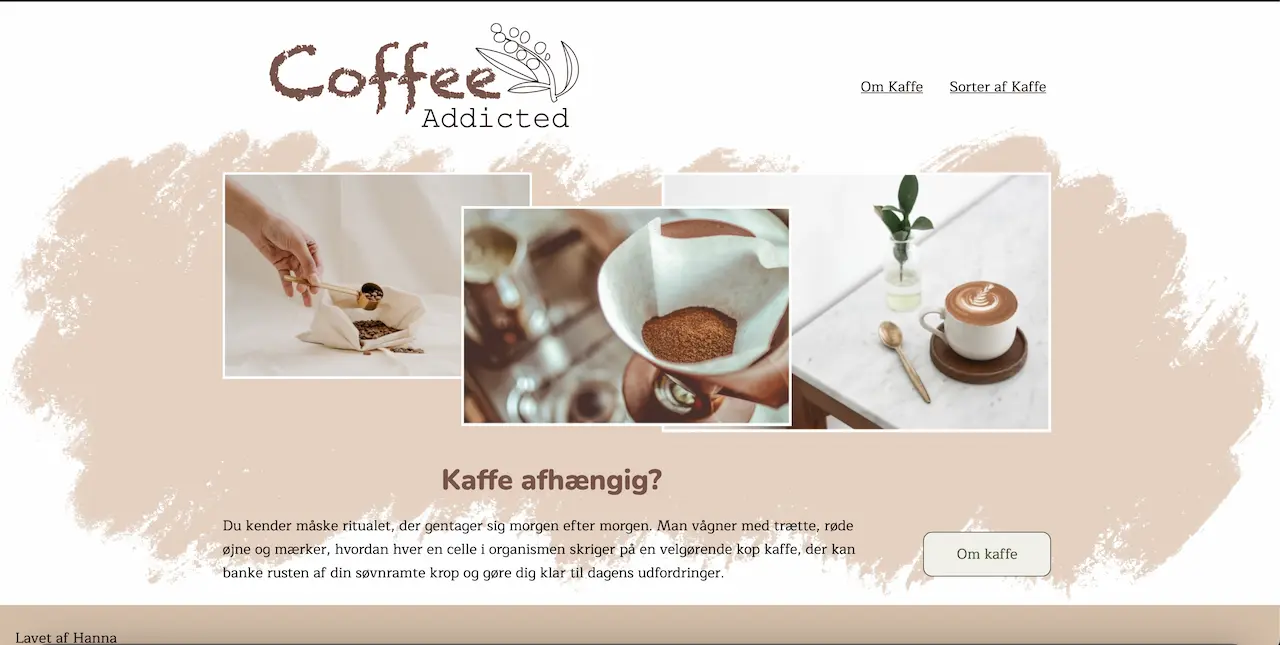 Coffee
Addicted
Om Kaffe
Sorter af Kaffe
Kaffe afhængig?
Du kender måske ritualet, der gentager sig morgen efter morgen. Man vågner med trætte, røde
øjne og mærker, hvordan hver en celle i organismen skriger på en velgørende kop kaffe, der kan
banke rusten af din søvnramte krop og gøre dig klar til dagens udfordringer.
Om kaffe
Lavet af Hanna